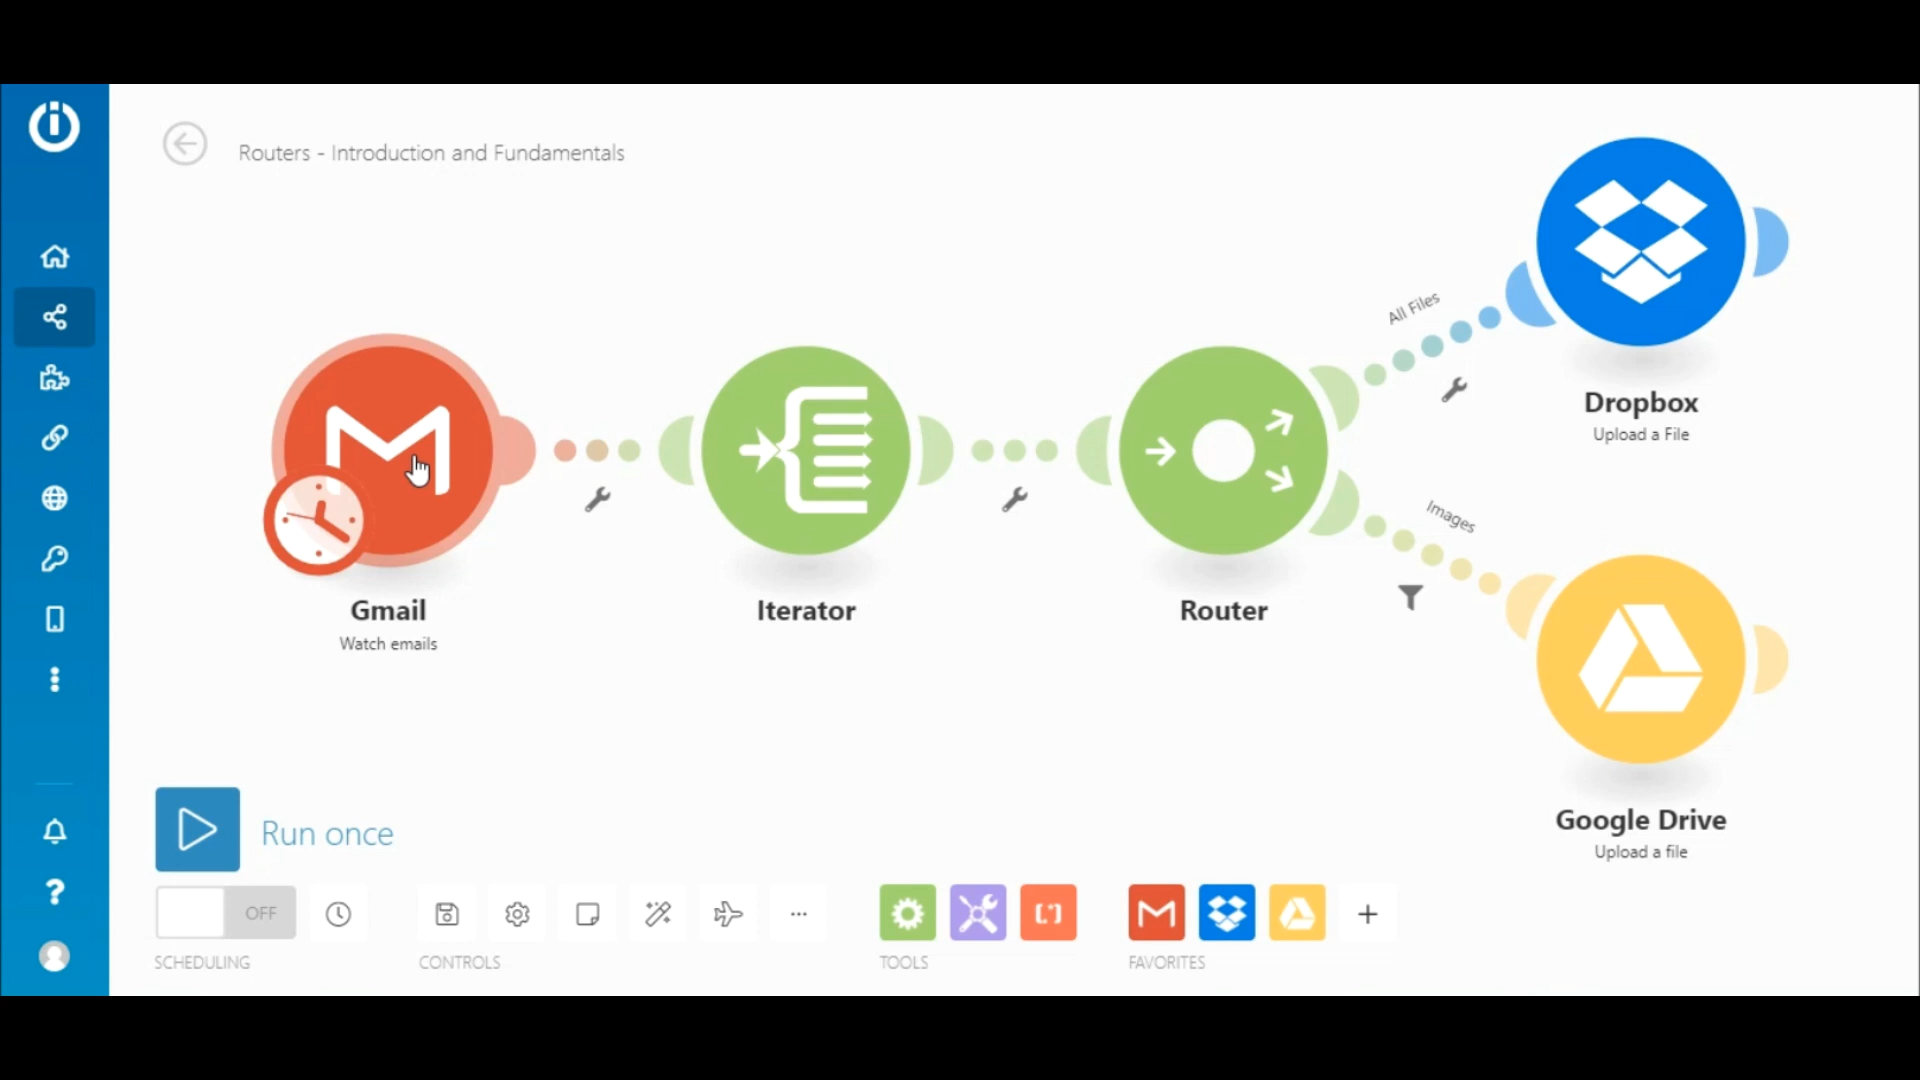 Routers - Introduction and Fundamentals
All Files
Dropbox
Upload a File
Images
Gmail
Watch emails
Iterator
Router
Google Drive
Upload a file
Run once
OFF
SCHEDULING
CONTROLS
TOOLS
FAVORITES